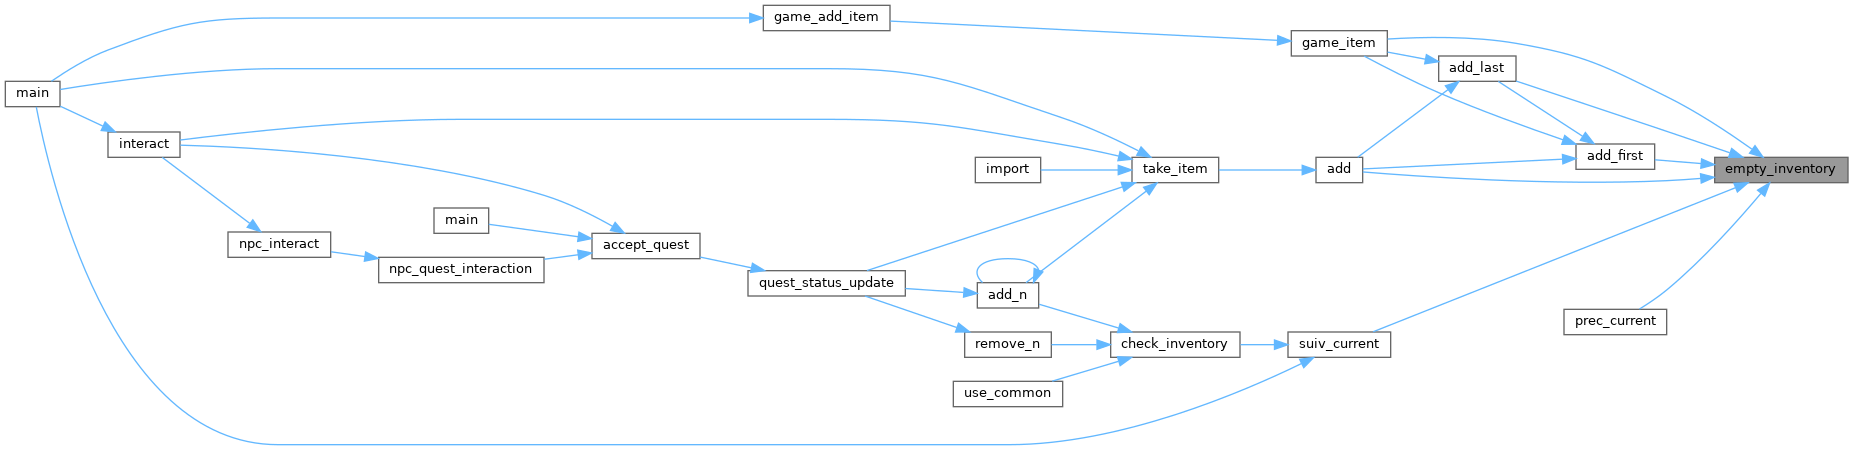 game_add_item
game_item
add_last
main
interact
add_first
import
take_item
add
empty_inventory
main
npc_interact
accept_quest
npc_quest_interaction
quest_status_update
add_n
prec_current
remove_n
check_inventory
suiv_current
use_common